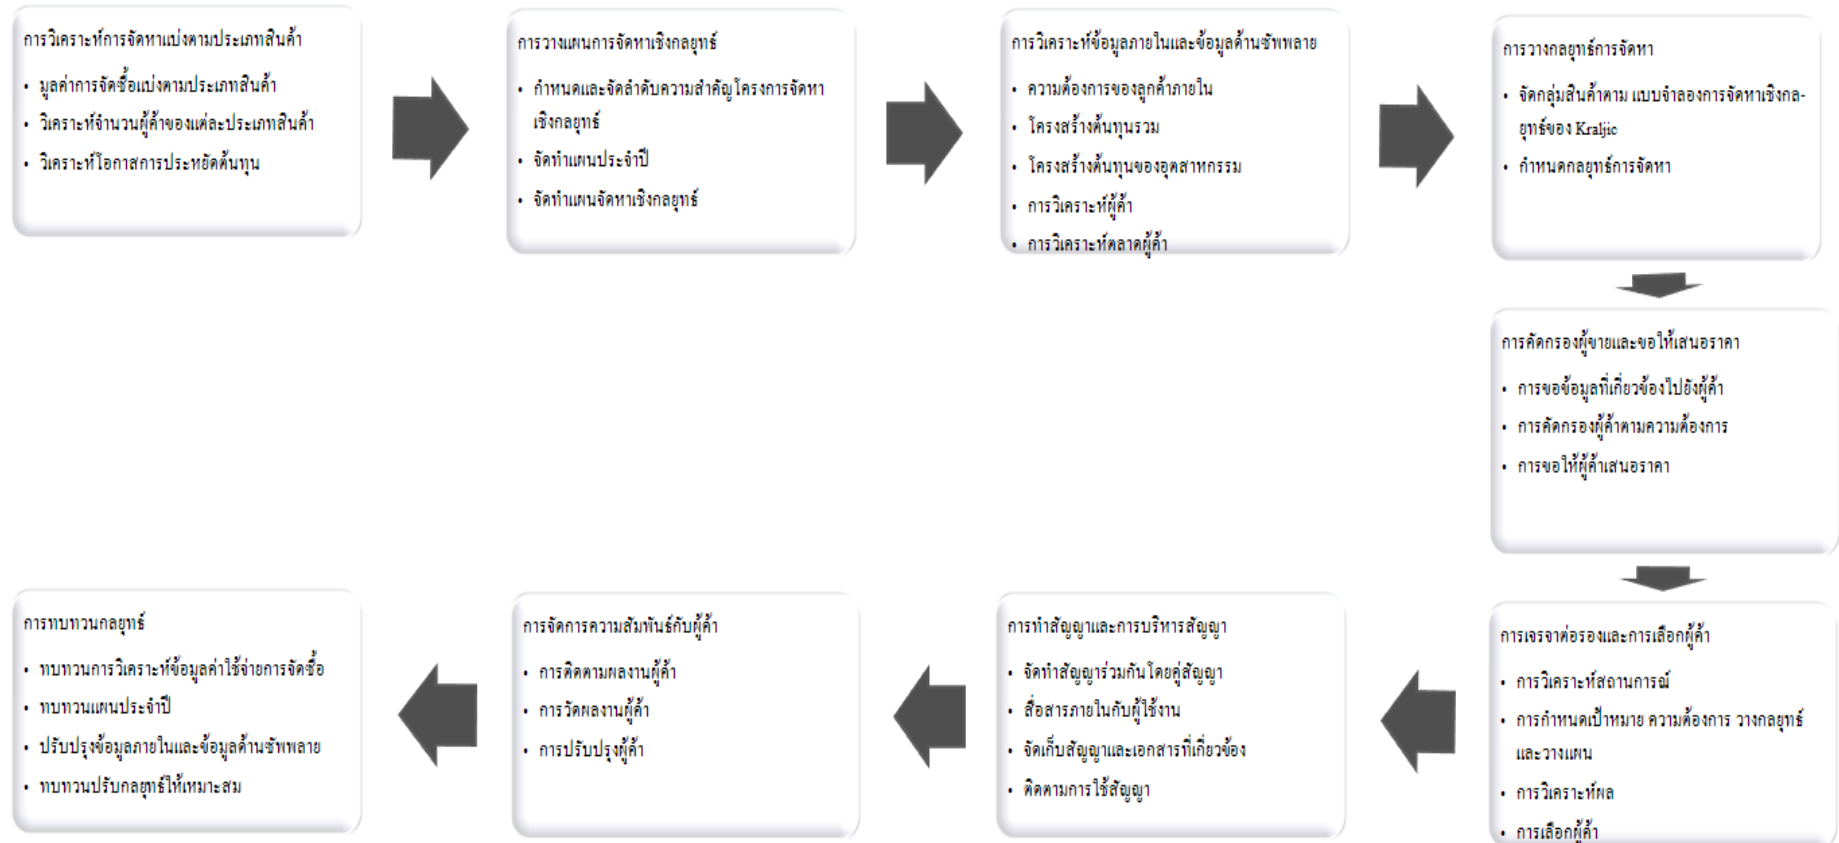 การวิเคราะห์การจัดหาแบ่งตามประเภทสินค้า
• มูลค่าการจัดซื้อแบ่งตามประเภทสินค้า
• วิเคราะห์จำนวนผู้ค้าของแต่ละประเภทสินค้า
• วิเคราะห์โอกาสการประหยัดต้นทุน
การวางแผนการจัดหาเชิงกลยุทธ์
• กำหนดและจัดลำดับความสำคัญโครงการจัดหา
เชิงกลยุทธ์
• จัดทำแผนประจำปี
• จัดทำแผนจัดหาเชิงกลยุทธ์
การวิเคราะห์ข้อมูลภายในและข้อมูลด้านซัพพลาย
• ความต้องการของลูกค้าภายใน
• โครงสร้างต้นทุนรวม
• โครงสร้างต้นทุนของอุตสาหกรรม
• การวิเคราะห์ผู้ค้า
• การวิเคราะห์ตลาดผู้ค้า
การวางกลยุทธ์การจัดหา
• จัดกลุ่มสินค้าตาม แบบจำลองการจัดหาเชิงกล-
ยุทธ์ของ Kraljic
• กำหนดกลยุทธ์การจัดหา
การคัดกรองผู้ขายและขอให้เสนอราคา
• การขอข้อมูลที่เกี่ยวข้องไปยังผู้ค้า
• การคัดกรองผู้ค้าตามความต้องการ
• การขอให้ผู้ค้าเสนอราคา
การเจรจาต่อรองและการเลือกผู้ค้า
• การวิเคราะห์สถานการณ์
• การกำหนดเป้าหมาย ความต้องการ วางกลยุทธ์
และวางแผน
• การวิเคราะห์ผล
• การเลือกผู้ค้า
การทำสัญญาและการบริหารสัญญา
• จัดทำสัญญาร่วมกันโดยคู่สัญญา
• สื่อสารภายในกับผู้ใช้งาน
• จัดเก็บสัญญาและเอกสารที่เกี่ยวข้อง
• ติดตามการใช้สัญญา
การจัดการความสัมพันธ์กับผู้ค้า
• การติดตามผลงานผู้ค้า
• การวัดผลงานผู้ค้า
• การปรับปรุงผู้ค้า
การทบทวนกลยุทธ์
• ทบทวนการวิเคราะห์ข้อมูลค่าใช้จ่ายการจัดซื้อ
• ทบทวนแผนประจำปี
• ปรับปรุงข้อมูลภายในและข้อมูลด้านซัพพลาย
• ทบทวนปรับกลยุทธ์ให้เหมาะสม